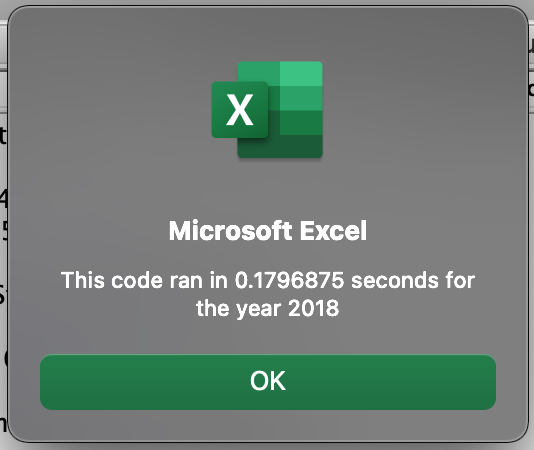 X
Microsoft Excel
This code ran in 0.1796875 seconds for
the year 2018
OK